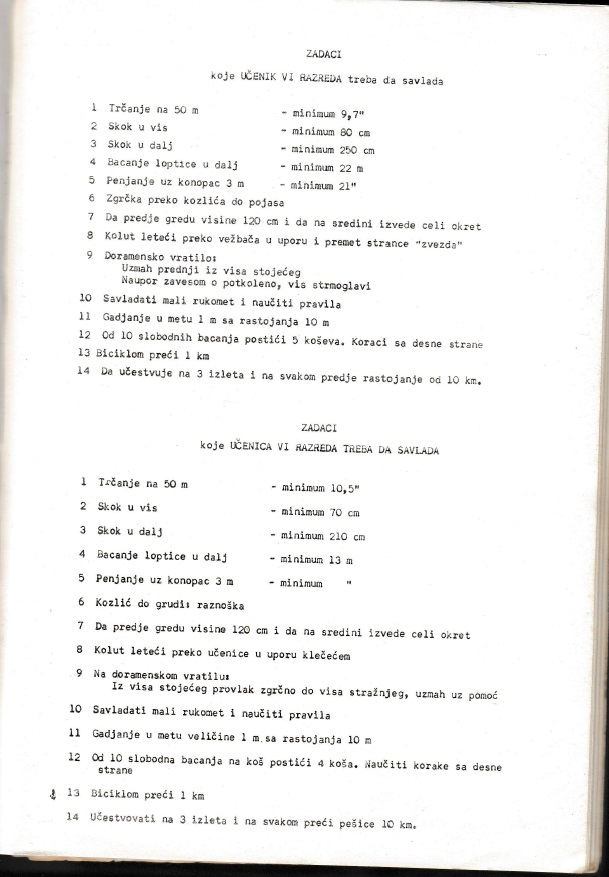 ZADACI
koje UČENIK VI RAZREDA treba da savlada
1 Trčanje na 50 m - minimum 9,7"
2 Skok u vis - minimum 80 cm
3 Skok u dalj - minimum 250 cm
4 Bacanje loptice u dalj - minimum 22 m
5 Penjanje uz konopac 3 m - minimum 21"
6 Zgrčka preko kozlića do pojasa
7 Da predje gredu visine 120 cm i da na sredini izvede celi okret
8 Kolut leteći preko vežbača u uporu i premet strance "zvezda"
9 Doramensko vratilo:
Uzmah prednji iz visa stojećeg
Naupor zavesom o potkoleno, vis strmoglavi
10 Savladati mali rukomet i naučiti pravila
11 Gadjanje u metu 1 m sa rastojanja 10 m
12 Od 10 slobodnih bacanja postići 5 koševa. Koraci sa desne strane
13 Biciklom preći 1 km
14 Da učestvuje na 3 izleta i na svakom predje rastojanje od 10 km.
ZADACI
koje UČENICA VI RAZREDA TREBA DA SAVLADA
1 Trčanje na 50 m - minimum 10,5"
2 Skok u vis - minimum 70 cm
3 Skok u dalj - minimum 210 cm
4 Bacanje loptice u dalj - minimum 13 m
5 Penjanje uz konopac 3 m - minimum "
6 Kozlić do grudi: raznoška
7 Da predje gredu visine 120 cm i da na sredini izvede celi okret
8 Kolut leteći preko učenice u uporu klečećem
9 Na doramenskom vratilu:
Iz visa stojećeg provlak zgrčno do visa stražnjeg, uzmah uz pomoć
10 Savladati mali rukomet i naučiti pravila
11 Gadjanje u metu veličine 1 m.sa rastojanja 10 m
12 Od 10 slobodna bacanja na koš postići 4 koša. Naučiti korake sa desne
strane
13 Biciklom preći 1 km
14 Učestvovati na 3 izleta i na svakom preći pešice 10 km.